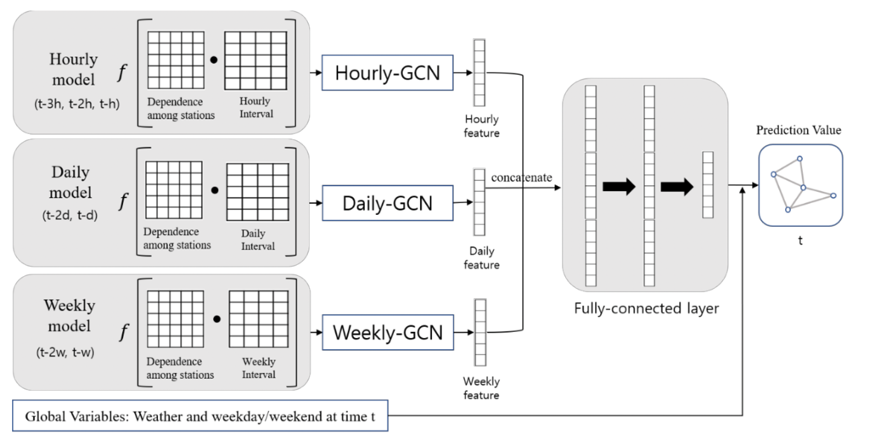 Hourly
model
(t-3h, t-2h, t-h)
f
Dependence
among stations
Hourly
Interval
Hourly-GCN
Hourly
feature
Daily
model
(t-2d, t-d)
f
Dependence
among stations
Daily
Interval
Daily-GCN
Daily
feature
Weekly
model
(t-2w, t-w)
f
Dependence
among stations
Weekly
Interval
Weekly-GCN
Weekly
feature
concatenate
Fully-connected layer
Prediction Value
t
Global Variables: Weather and weekday/weekend at time t